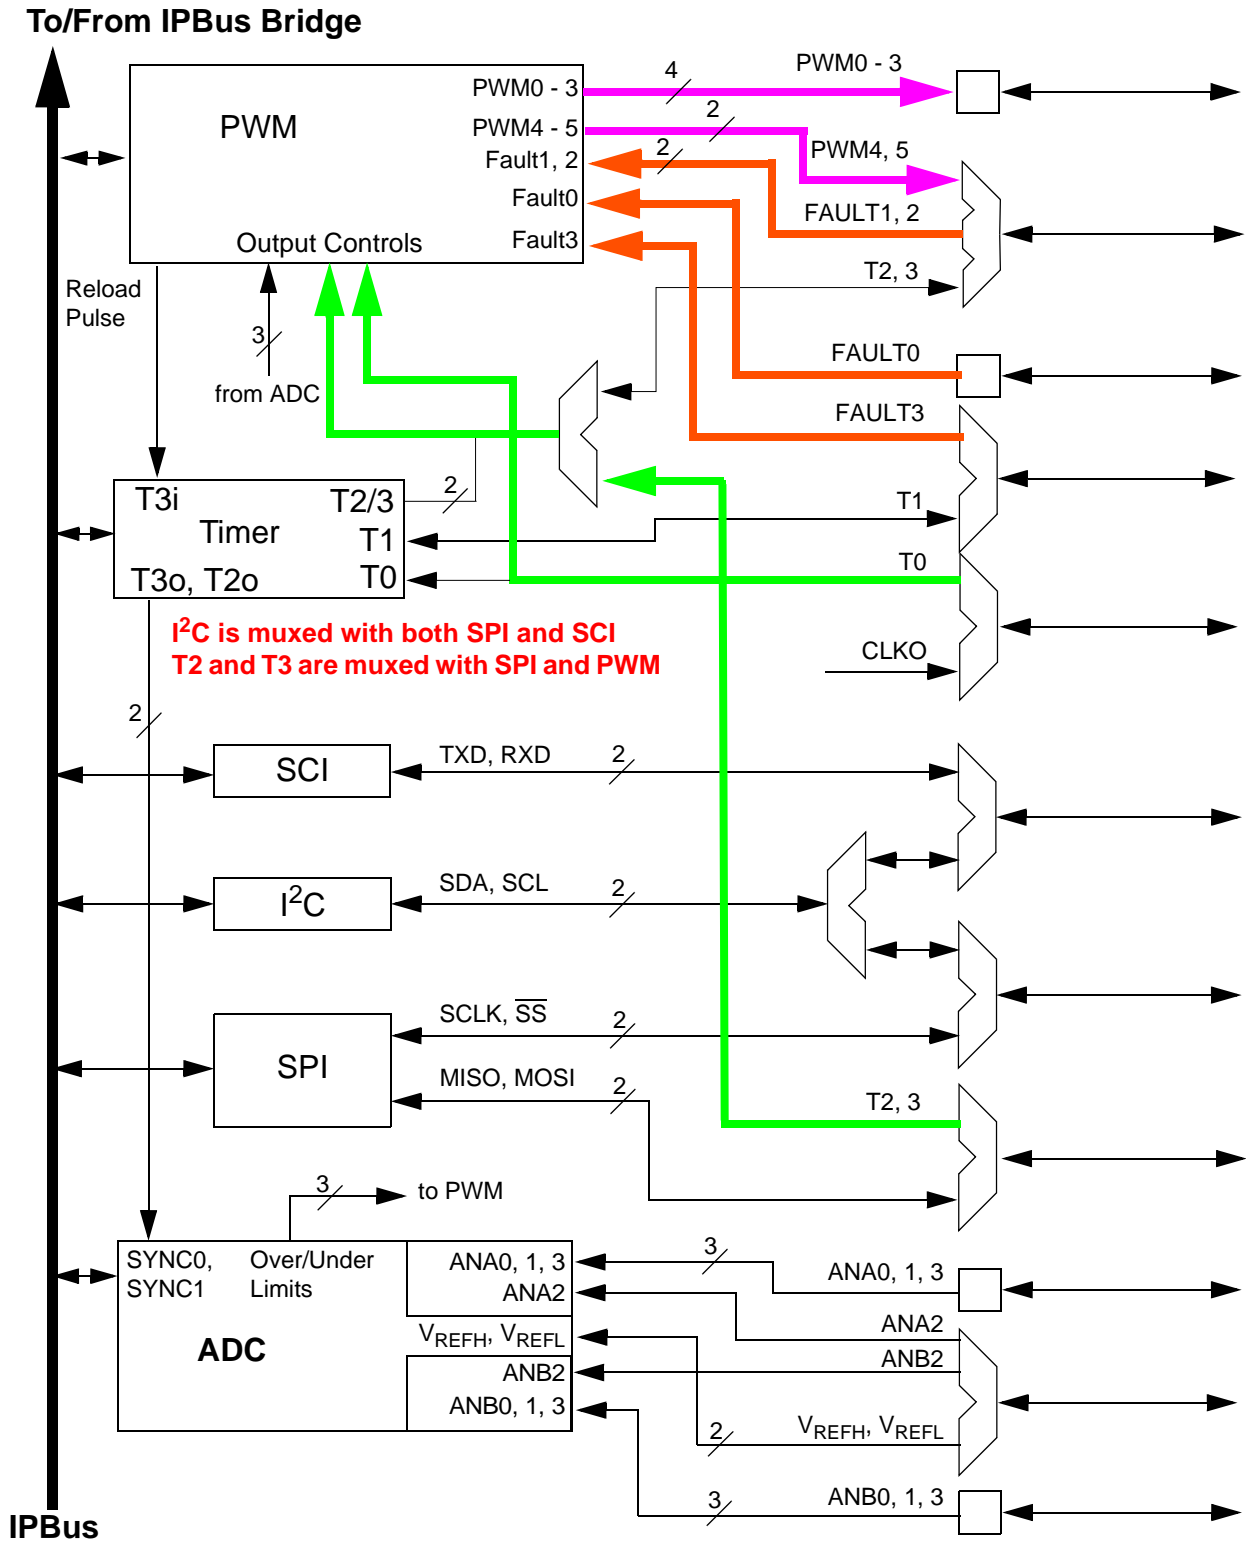 To/From IPBus Bridge
PWM
PWM0 - 3
PWM4 - 5
Fault1, 2
Fault0
Fault3
Output Controls
4
PWM0 - 3
2
PWM4, 5
2
FAULT1, 2
T2, 3
Reload
Pulse
3
from ADC
FAULT0
FAULT3
T3i
T2/3
2
Timer
T1
T1
T3o, T2o
T0
T0
I²C is muxed with both SPI and SCI
T2 and T3 are muxed with SPI and PWM
CLKO
2
SCI
TXD, RXD
2
I²C
SDA, SCL
2
SPI
SCLK, S̅S̅
2
MISO, MOSI
2
T2, 3
3
to PWM
SYNC0,
SYNC1
Over/Under
Limits
ADC
ANA0, 1, 3
ANA2
VREFH, VREFL
ANB2
ANB0, 1, 3
3
ANA0, 1, 3
ANA2
ANB2
2
VREFH, VREFL
3
ANB0, 1, 3
IPBus